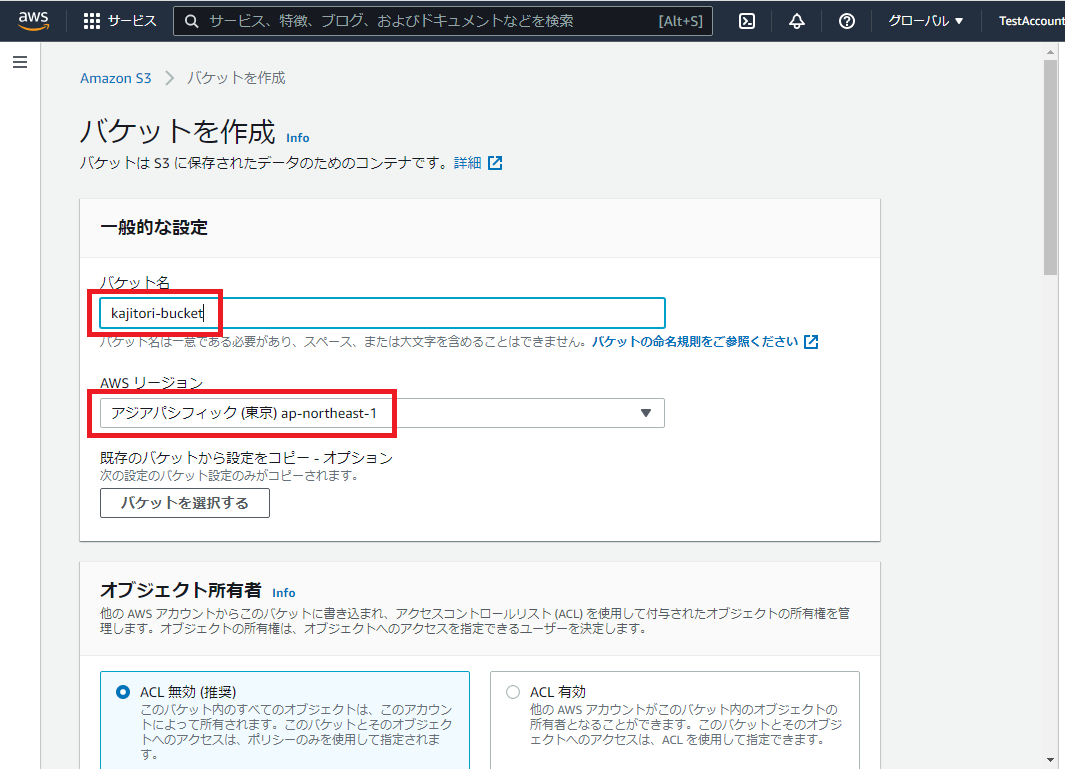 aws
サービス
サービス、特徴、ブログ、およびドキュメントなどを検索 [Alt+S]
グローバル ▼
TestAccount
Amazon S3 > バケットを作成
バケットを作成 Info
バケットは S3 に保存されたデータのためのコンテナです。詳細
一般的な設定
バケット名
kajitori-bucket
バケット名は一意である必要があり、スペース、または大文字を含めることはできません。バケットの命名規則をご参照ください
AWS リージョン
アジアパシフィック (東京) ap-northeast-1
既存のバケットから設定をコピー - オプション
次の設定のバケット設定のみがコピーされます。
バケットを選択する
オブジェクト所有者 Info
他の AWS アカウントからこのバケットに書き込まれ、アクセスコントロールリスト (ACL) を使用して付与されたオブジェクトの所有権を管
理します。オブジェクトの所有権は、オブジェクトへのアクセスを指定できるユーザーを決定します。
ACL 無効 (推奨)
このバケット内のすべてのオブジェクトは、このアカウン
トによって所有されます。このバケットとそのオブジェク
トへのアクセスは、ポリシーのみを使用して指定されま
す。
ACL 有効
他の AWS アカウントがこのバケット内のオブジェクトの
所有者となることができます。このバケットとそのオブジ
ェクトへのアクセスは、ACL を使用して指定できます。